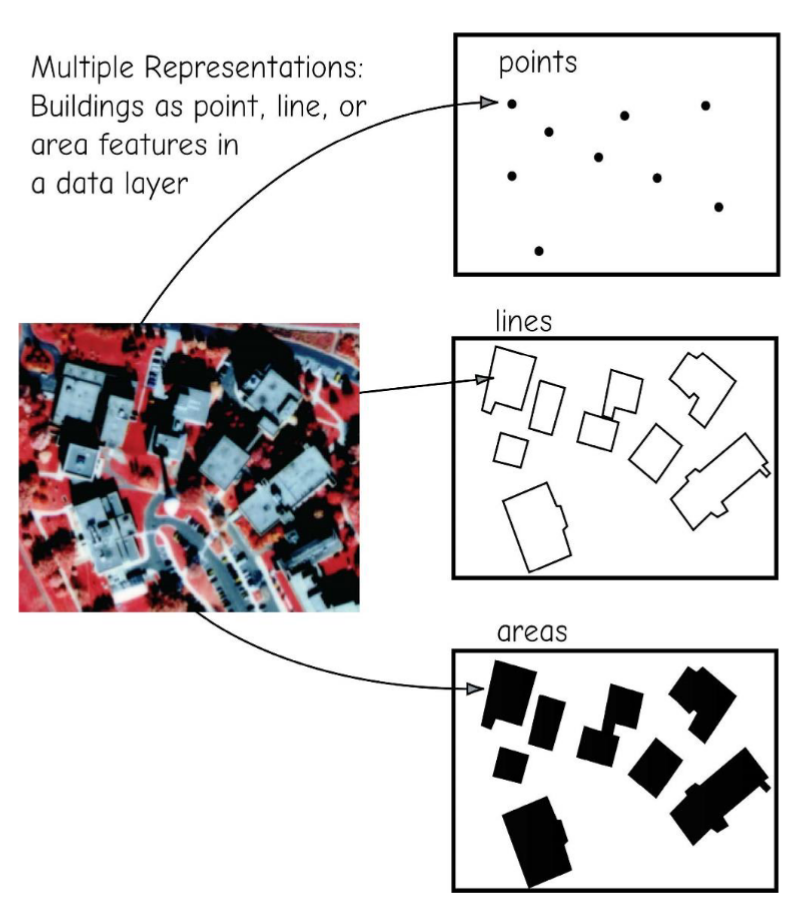 Multiple Representations:
Buildings as point, line, or
area features in
a data layer
points
lines
areas